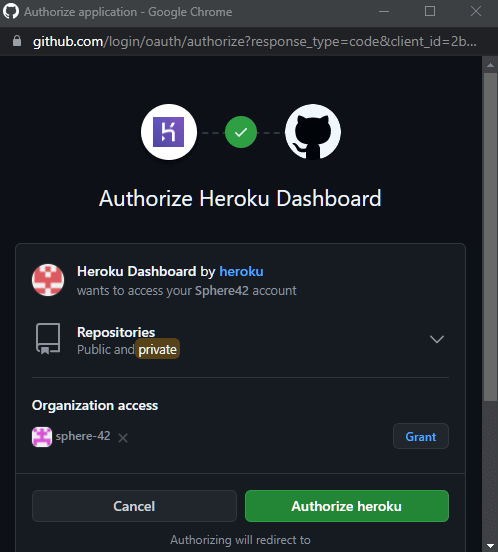 Authorize application - Google Chrome
github.com/login/oauth/authorize?response_type=code&client_id=2b...
Authorize Heroku Dashboard
Heroku Dashboard by heroku
wants to access your Sphere42 account
Repositories
Public and private
Organization access
sphere-42
Grant
Cancel
Authorize heroku
Authorizing will redirect to